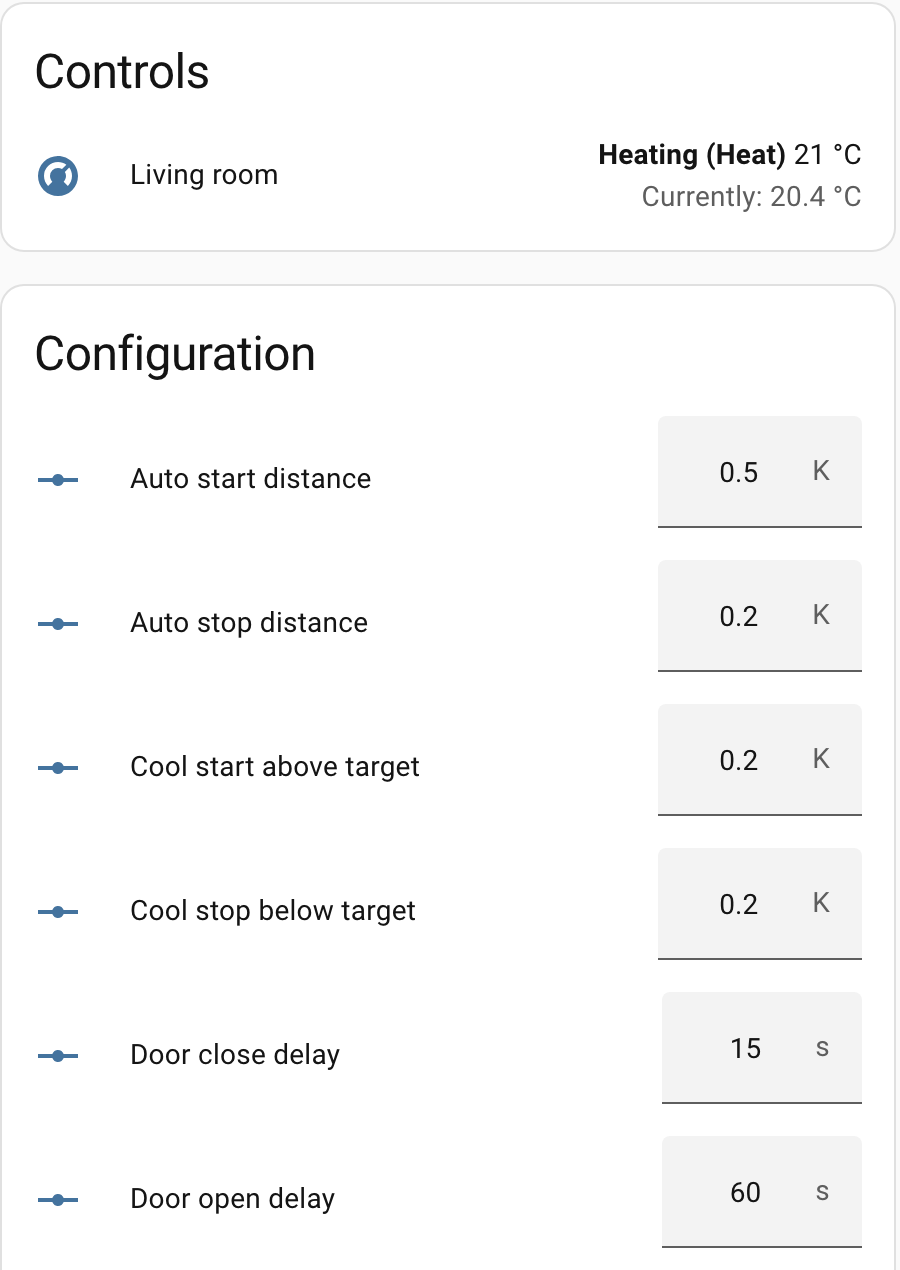 Controls
Living room
Heating (Heat) 21 °C
Currently: 20.4 °C
Configuration
Auto start distance 0.5 K
Auto stop distance 0.2 K
Cool start above target 0.2 K
Cool stop below target 0.2 K
Door close delay 15 s
Door open delay 60 s